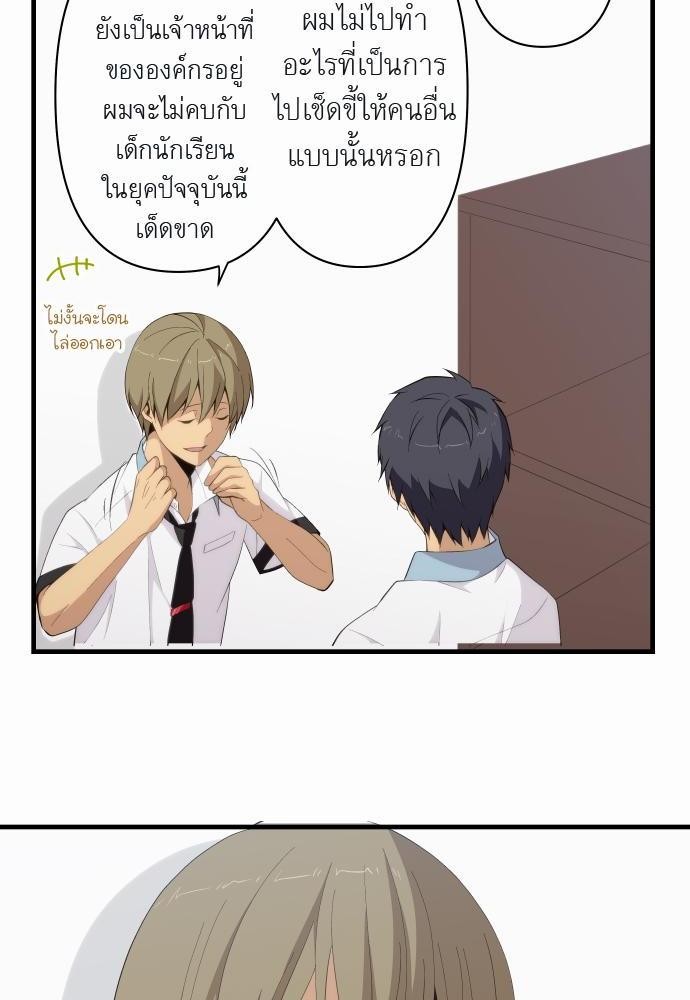 ผมไม่ไปทำ
อะไรที่เป็นการ
ไปเช็ดขี้ให้คนอื่น
แบบนั้นหรอก
ยังเป็นเจ้าหน้าที่
ขององค์กรอยู่
ผมจะไม่คบกับ
เด็กนักเรียน
ในยุคปัจจุบันนี้
เด็ดขาด
ไม่งั้นจะโดน
ไล่ออกเอา